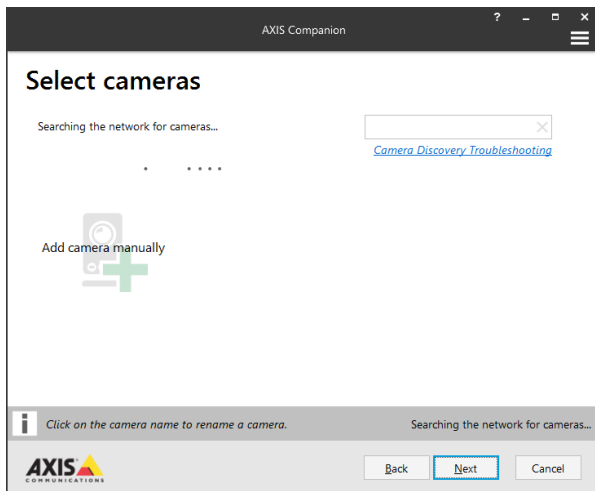 AXIS Companion
?
Select cameras
Searching the network for cameras...
Camera Discovery Troubleshooting
Add camera manually
i
Click on the camera name to rename a camera.
Searching the network for cameras...
AXIS
COMMUNICATIONS
Back
Next
Cancel